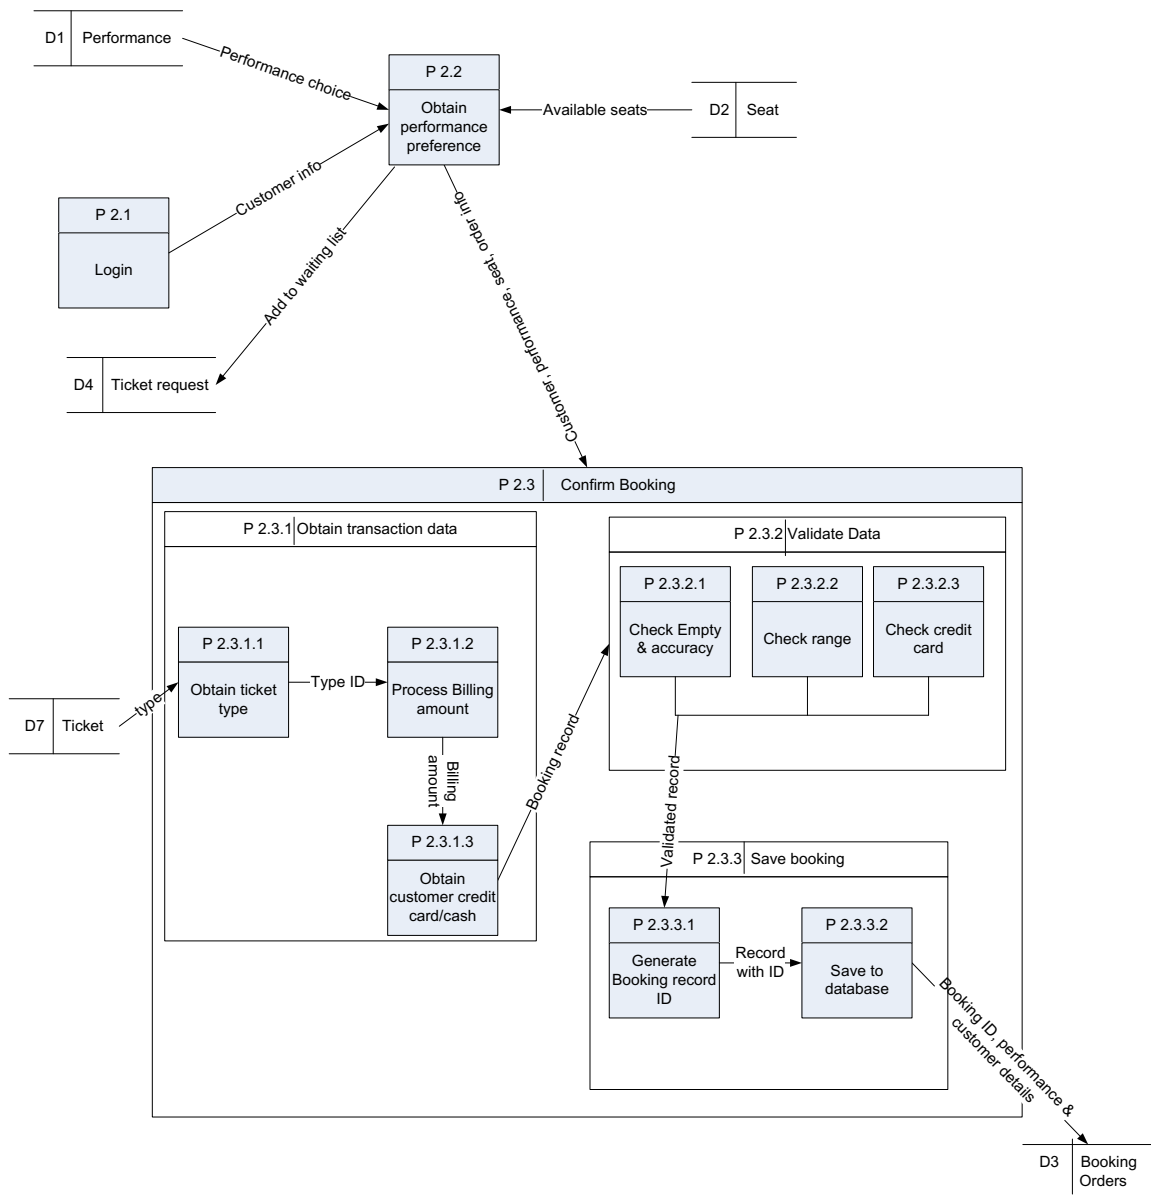 D1 Performance
Performance choice
P 2.2
Obtain
performance
preference
Available seats
D2 Seat
Customer info
P 2.1
Login
Add to waiting list
Customer, performance, seat, order info
D4 Ticket request
P 2.3 Confirm Booking
P 2.3.1 Obtain transaction data
P 2.3.2 Validate Data
P 2.3.2.1
Check Empty
& accuracy
P 2.3.2.2
Check range
P 2.3.2.3
Check credit
card
P 2.3.1.1
Obtain ticket
type
Type ID
P 2.3.1.2
Process Billing
amount
type
D7 Ticket
Billing
amount
Booking record
Validated record
P 2.3.1.3
Obtain
customer credit
card/cash
P 2.3.3 Save booking
P 2.3.3.1
Generate
Booking record
ID
Record
with ID
P 2.3.3.2
Save to
database
Booking ID, performance &
customer details
D3 Booking
Orders